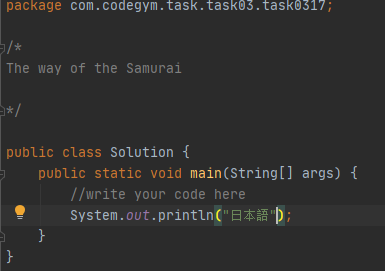 package com.codegym.task.task03.task0317;
/*
The way of the Samurai
*/
public class Solution {
public static void main(String[] args) {
//write your code here
System.out.println("日本語");
}
}